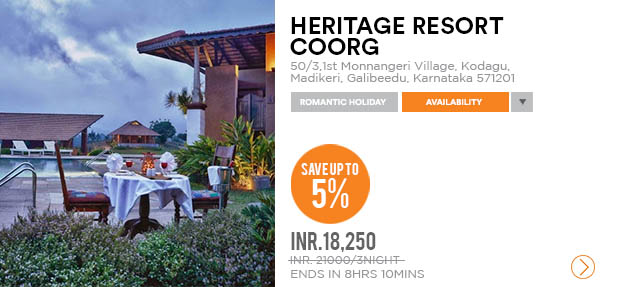 HERITAGE RESORT
COORG
50/3,1st Monnangeri Village, Kodagu,
Madikeri, Galibeedu, Karnataka 571201
ROMANTIC HOLIDAY
AVAILABILITY
SAVE UP TO
5%
INR.18,250
INR. 21000/3NIGHT
ENDS IN 8HRS 10MINS